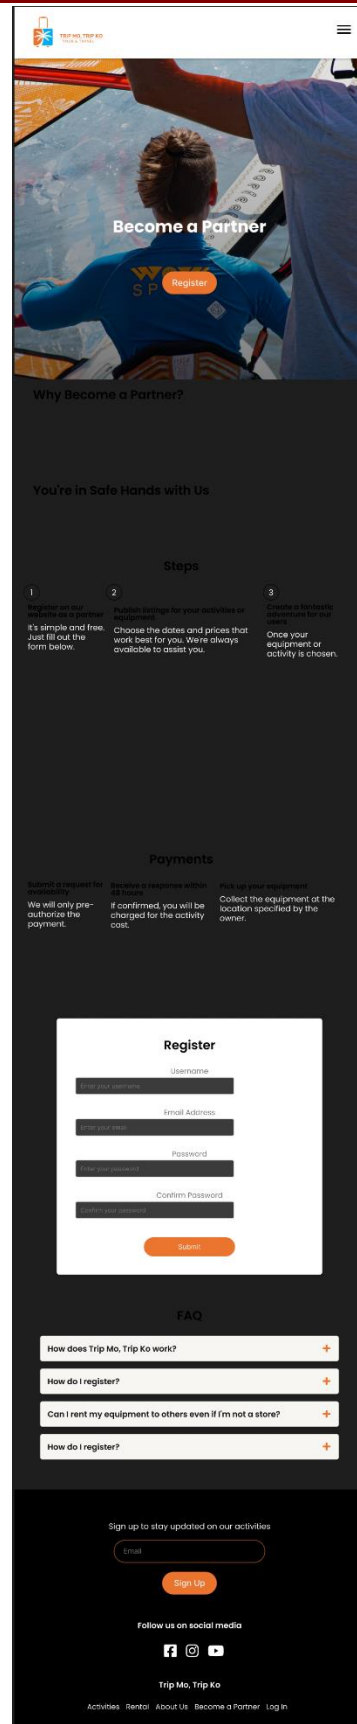 TRIP MO, TRIP KO
TOUR & TRAVEL
Become a Partner
Register
Why Become a Partner?
You're in Safe Hands with Us
Steps
1
Register on our
website as a partner
It's simple and free.
Just fill out the
form below.
2
Publish listings for your activities or
equipment
Choose the dates and prices that
work best for you. We're always
available to assist you.
3
Create a fantastic
adventure for our
users
Once your
equipment or
activity is chosen.
Payments
Submit a request for
availability
We will only pre-
authorize the
payment.
Receive a response within
48 hours
If confirmed, you will be
charged for the activity
cost.
Pick up your equipment
Collect the equipment at the
location specified by the
owner.
Register
Username
Enter your username
Email Address
Enter your email
Password
Enter your password
Confirm Password
Confirm your password
Submit
FAQ
How does Trip Mo, Trip Ko work?
How do I register?
Can I rent my equipment to others even if I'm not a store?
How do I register?
Sign up to stay updated on our activities
Email
Sign Up
Follow us on social media
Trip Mo, Trip Ko
Activities Rental About Us Become a Partner Log In